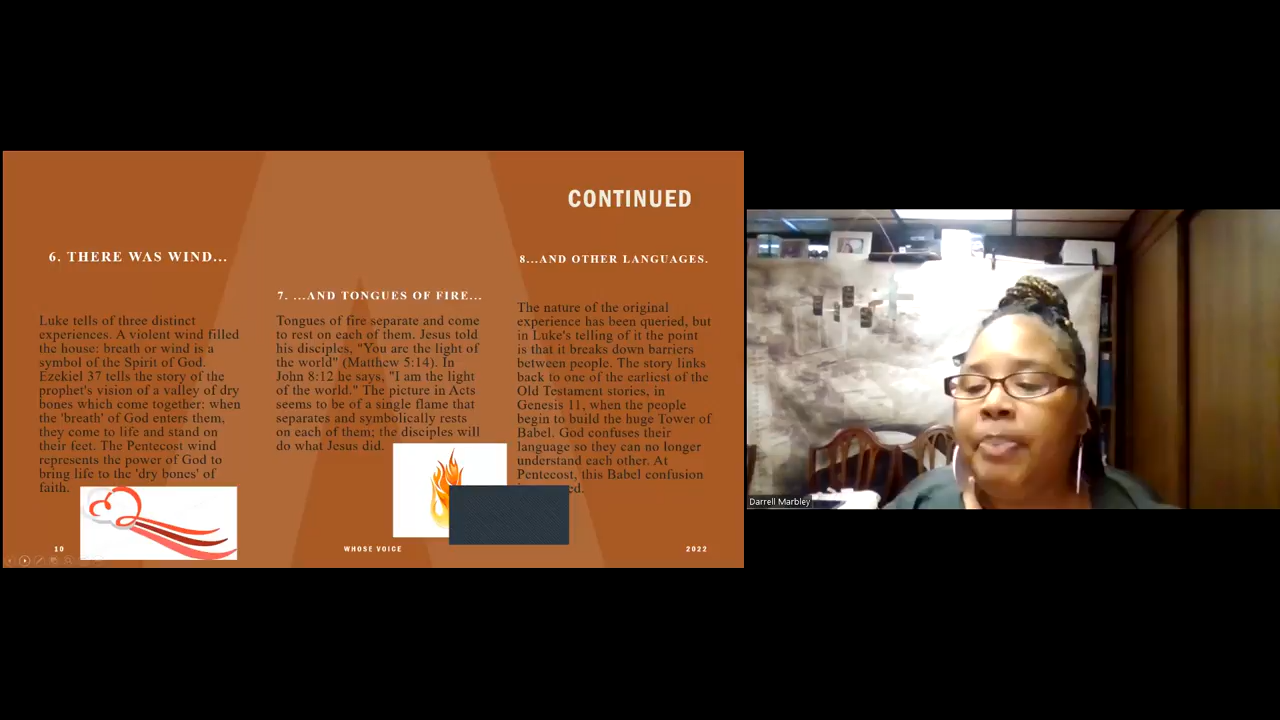 CONTINUED
6. THERE WAS WIND...
Luke tells of three distinct
experiences. A violent wind filled
the house: breath or wind is a
symbol of the Spirit of God.
Ezekiel 37 tells the story of the
prophet's vision of a valley of dry
bones which come together: when
the 'breath' of God enters them,
they come to life and stand on
their feet. The Pentecost wind
represents the power of God to
bring life to the 'dry bones' of
faith.
7. ...AND TONGUES OF FIRE...
Tongues of fire separate and come
to rest on each of them. Jesus told
his disciples, "You are the light of
the world" (Matthew 5:14). In
John 8:12 he says, "I am the light
of the world." The picture in Acts
seems to be of a single flame that
separates and symbolically rests
on each of them; the disciples will
do what Jesus did.
8...AND OTHER LANGUAGES.
The nature of the original
experience has been queried, but
in Luke's telling of it the point
is that it breaks down barriers
between people. The story links
back to one of the earliest of the
Old Testament stories, in
Genesis 11, when the people
begin to build the huge Tower of
Babel. God confuses their
language so they can no longer
understand each other. At
Pentecost, this Babel confusion
10
WHOSE VOICE
2022
Darrell Marbley